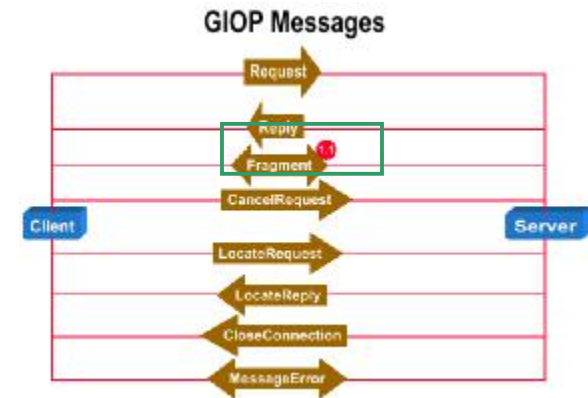 GIOP Messages
Request
Reply
1.1
Fragment
CancelRequest
Client
Server
LocateRequest
LocateReply
CloseConnection
MessageError